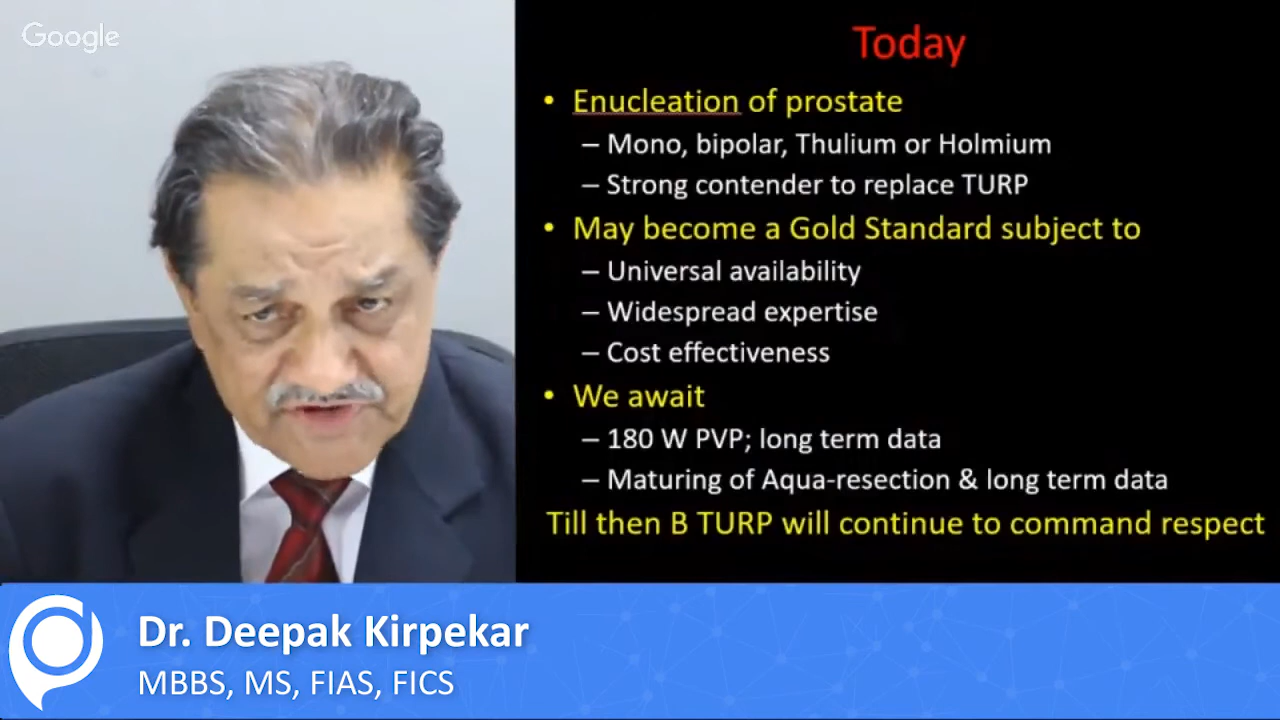 Google
Today
• Enucleation of prostate
– Mono, bipolar, Thulium or Holmium
– Strong contender to replace TURP
• May become a Gold Standard subject to
– Universal availability
– Widespread expertise
– Cost effectiveness
• We await
– 180 W PVP; long term data
– Maturing of Aqua-resection & long term data
Till then B TURP will continue to command respect
Dr. Deepak Kirpekar
MBBS, MS, FIAS, FICS